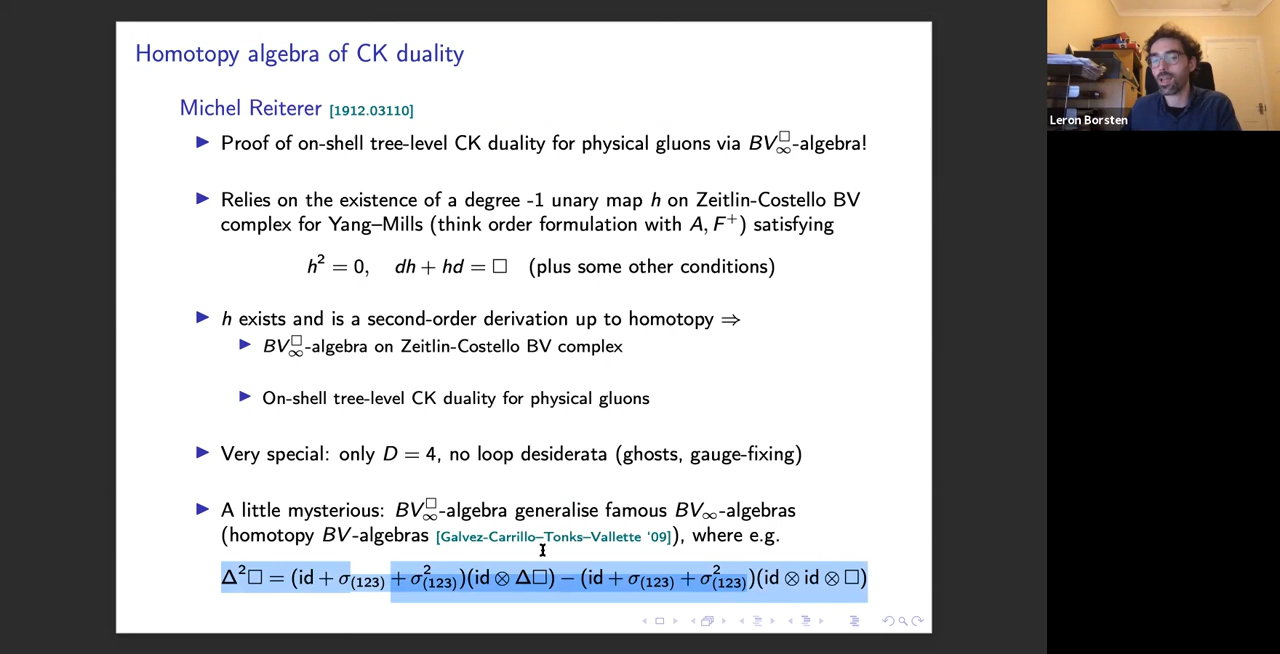 Homotopy algebra of CK duality
Michel Reiterer [1912.03110]
▶ Proof of on-shell tree-level CK duality for physical gluons via BV□∞-algebra!
▶ Relies on the existence of a degree -1 unary map h on Zeitlin-Costello BV
complex for Yang–Mills (think order formulation with A, F⁺) satisfying
h² = 0, dh + hd = □ (plus some other conditions)
▶ h exists and is a second-order derivation up to homotopy ⇒
▶ BV□∞-algebra on Zeitlin-Costello BV complex
▶ On-shell tree-level CK duality for physical gluons
▶ Very special: only D = 4, no loop desiderata (ghosts, gauge-fixing)
▶ A little mysterious: BV□∞-algebra generalise famous BV∞-algebras
(homotopy BV-algebras [Galvez-Carrillo–Tonks–Vallette ‘09]), where e.g.
Δ²□ = (id + σ(123) + σ²(123))(id ⊗ Δ□) − (id + σ(123) + σ²(123))(id ⊗ id ⊗ □)
Leron Borsten